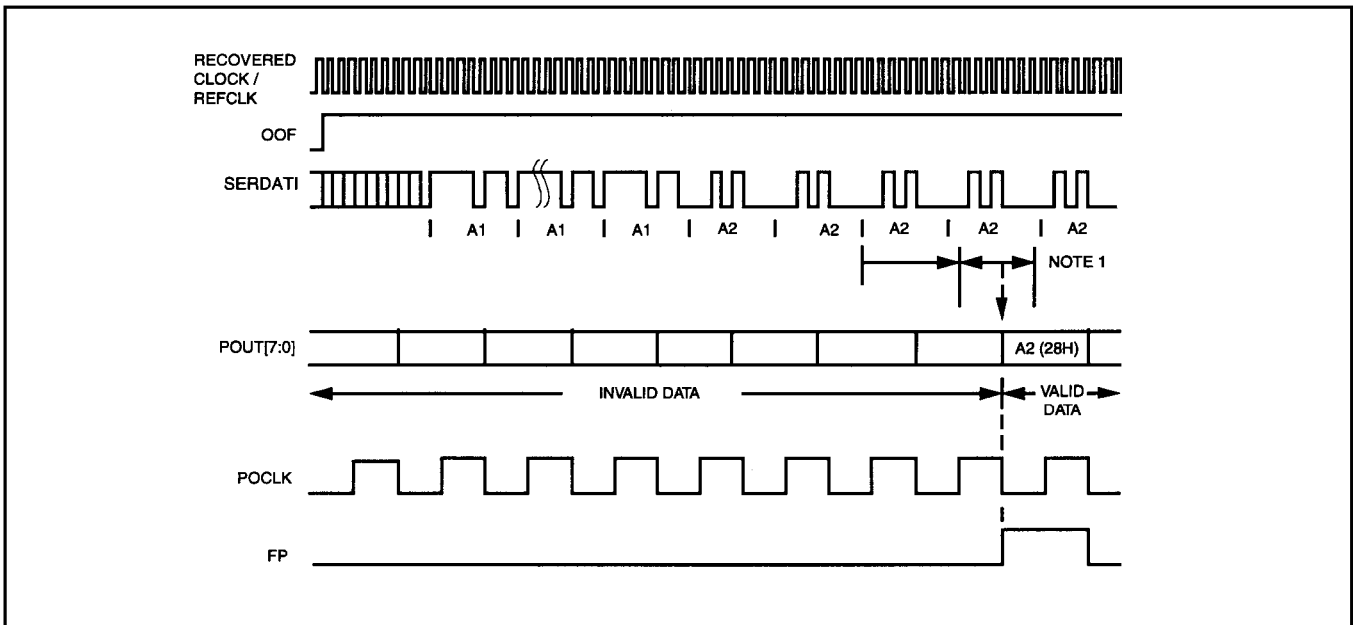 RECOVERED
CLOCK /
REFCLK
OOF
SERDATI
| A1 | A1 | A1 | A2 | A2 | A2 | A2 | A2
NOTE 1
POUT[7:0]
A2 (28H)
INVALID DATA
VALID
DATA
POCLK
FP